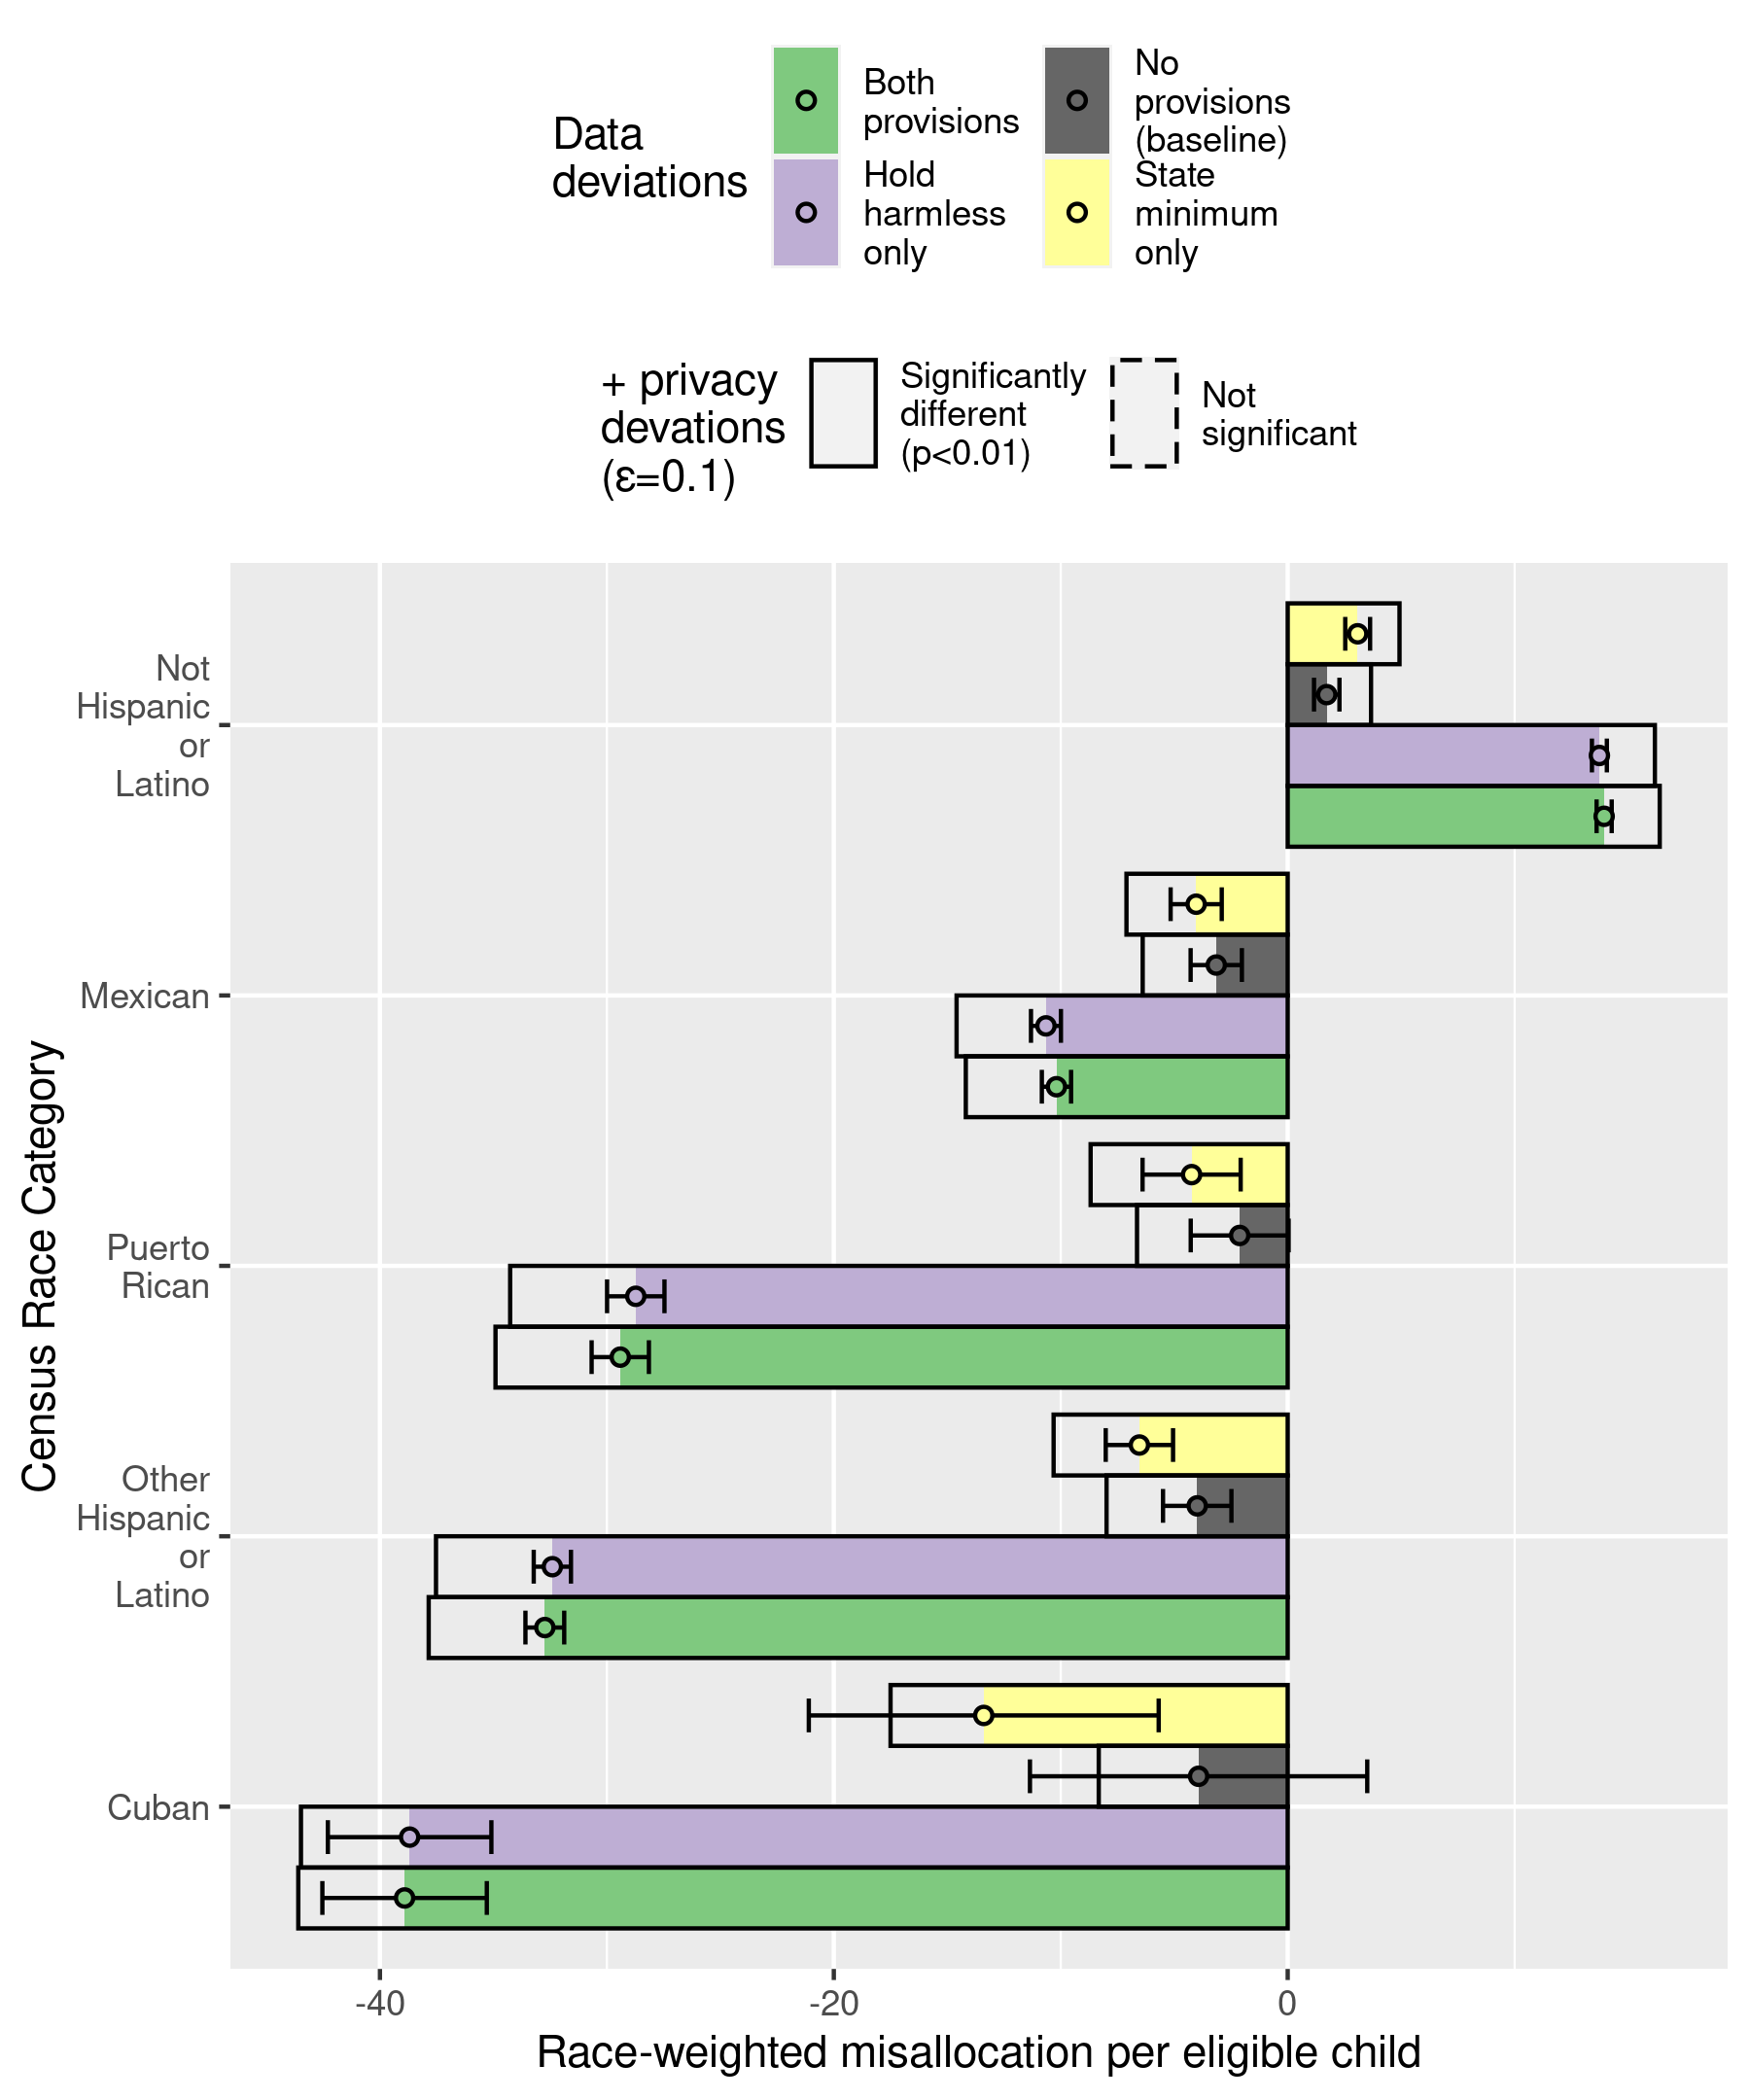 Data
deviations
Both
provisions
Hold
harmless
only
No
provisions
(baseline)
State
minimum
only
+ privacy
devations
(ε=0.1)
Significantly
different
(p<0.01)
Not
significant
Census Race Category
Not
Hispanic
or
Latino
Mexican
Puerto
Rican
Other
Hispanic
or
Latino
Cuban
-40
-20
0
Race-weighted misallocation per eligible child